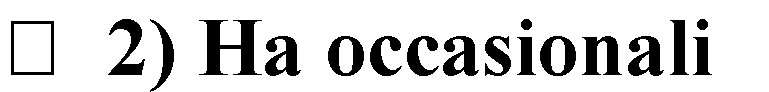 □ 2) Ha occasionali